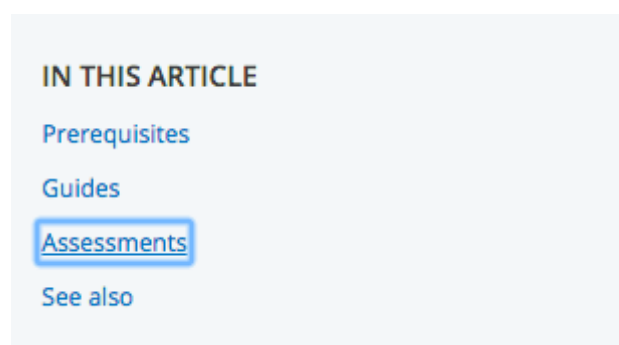 IN THIS ARTICLE
Prerequisites
Guides
Assessments
See also